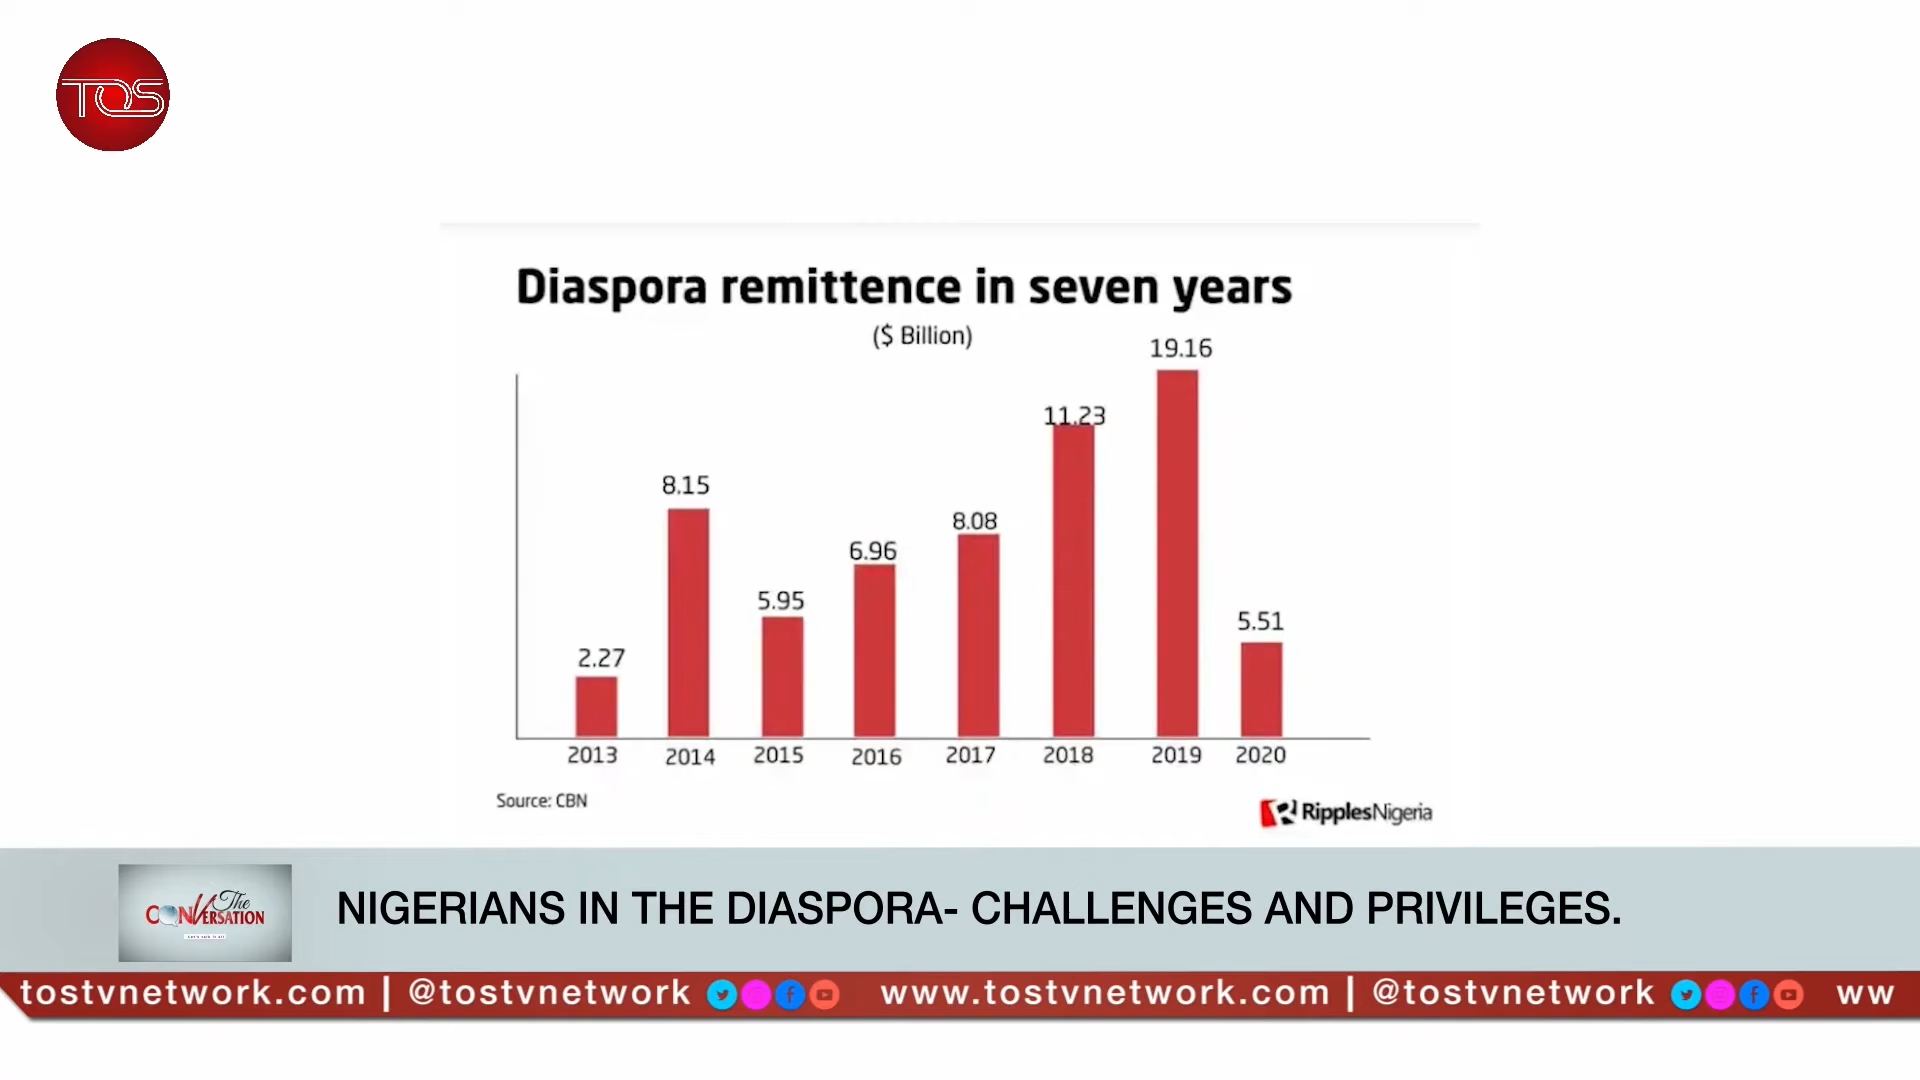 TOS
Diaspora remittence in seven years
($ Billion)
2.27
8.15
5.95
6.96
8.08
11.23
19.16
5.51
2013 2014 2015 2016 2017 2018 2019 2020
Source: CBN
RipplesNigeria
The
CONVERSATION
NIGERIANS IN THE DIASPORA- CHALLENGES AND PRIVILEGES.
tostvnetwork.com | @tostvnetwork www.tostvnetwork.com | @tostvnetwork ww